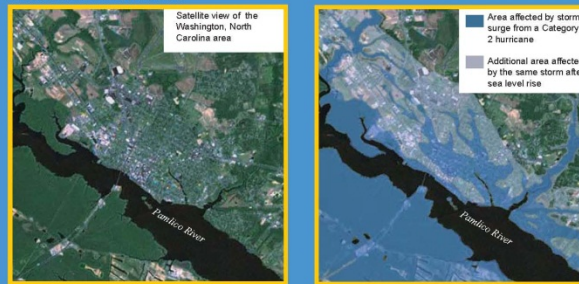 Satellite view of the
Washington, North
Carolina area
Pamlico River
Area affected by storm
surge from a Category
2 hurricane
Additional area affecte
by the same storm afte
sea level rise
Pamlico River